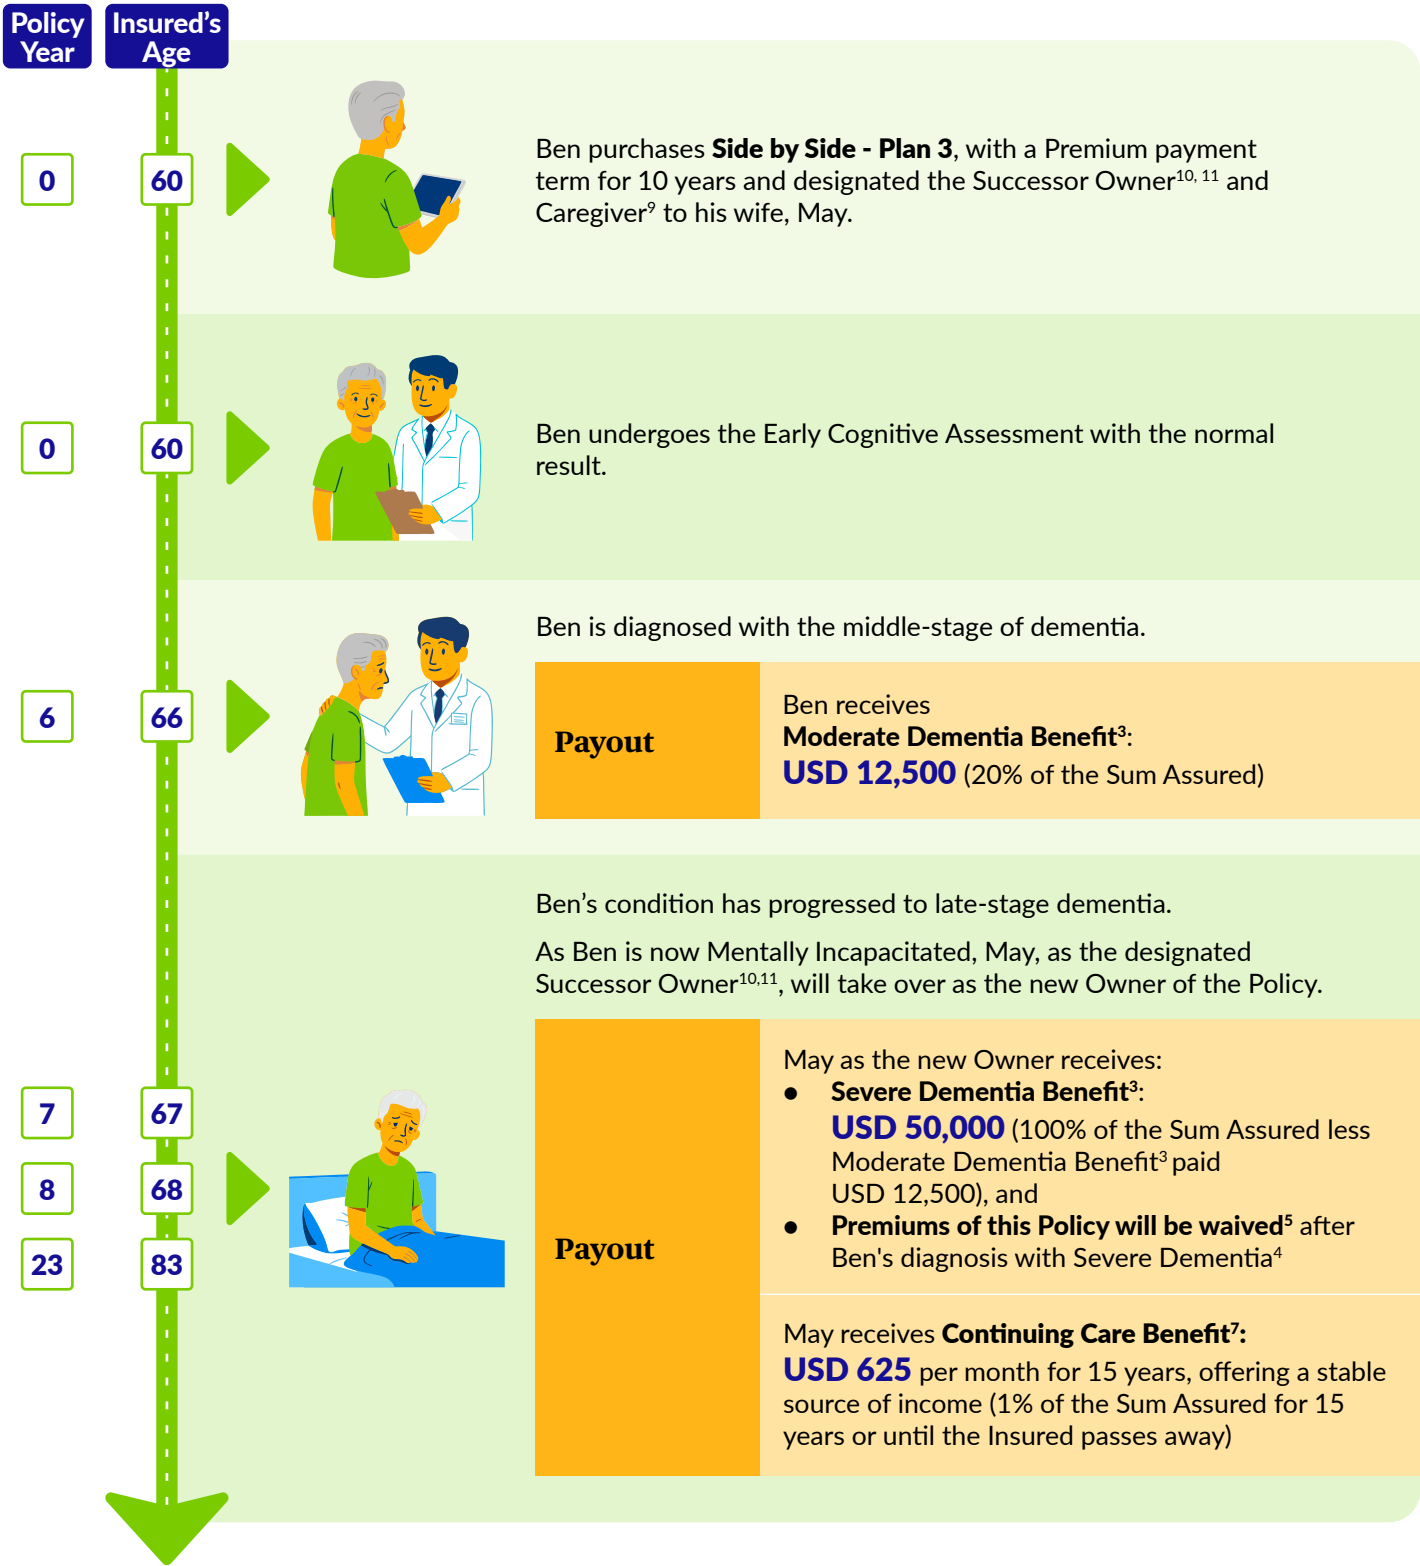 Policy
Year
Insured's
Age
0
60
Ben purchases Side by Side - Plan 3, with a Premium payment
term for 10 years and designated the Successor Owner10, 11 and
Caregiver9 to his wife, May.
0
60
Ben undergoes the Early Cognitive Assessment with the normal
result.
6
66
Ben is diagnosed with the middle-stage of dementia.
Payout
Ben receives
Moderate Dementia Benefit3:
USD 12,500 (20% of the Sum Assured)
7
67
8
68
23
83
Ben’s condition has progressed to late-stage dementia.
As Ben is now Mentally Incapacitated, May, as the designated
Successor Owner10,11, will take over as the new Owner of the Policy.
Payout
May as the new Owner receives:
● Severe Dementia Benefit3:
USD 50,000 (100% of the Sum Assured less
Moderate Dementia Benefit3 paid
USD 12,500), and
● Premiums of this Policy will be waived5 after
Ben's diagnosis with Severe Dementia4
May receives Continuing Care Benefit7:
USD 625 per month for 15 years, offering a stable
source of income (1% of the Sum Assured for 15
years or until the Insured passes away)